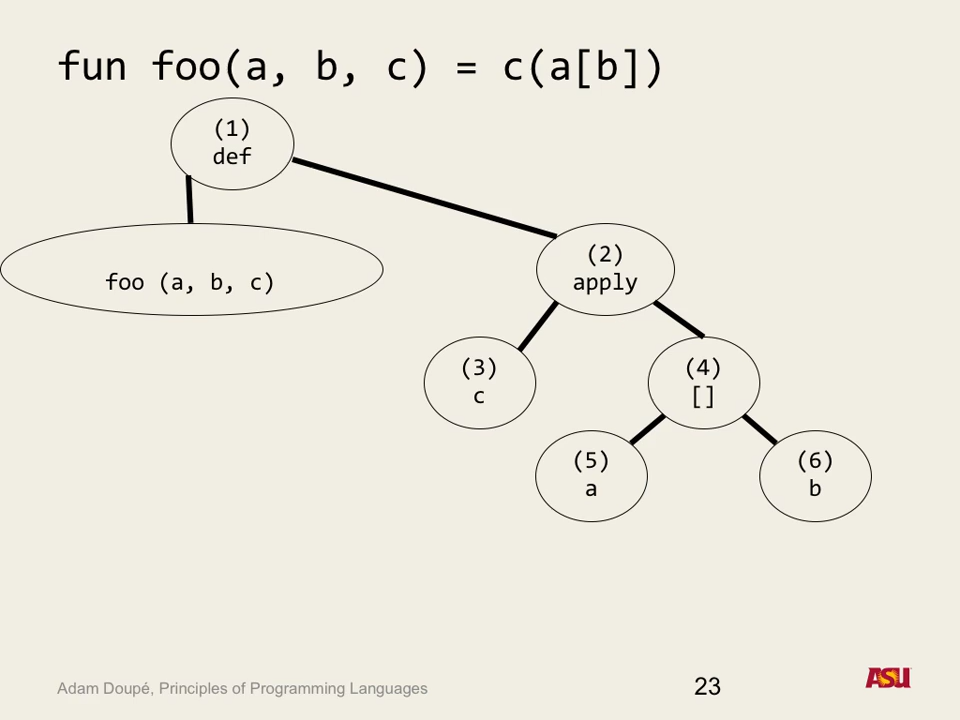 fun foo(a, b, c) = c(a[b])
(1)
def
foo (a, b, c)
(2)
apply
(3)
c
(4)
[]
(5)
a
(6)
b
Adam Doupé, Principles of Programming Languages
23
ASU